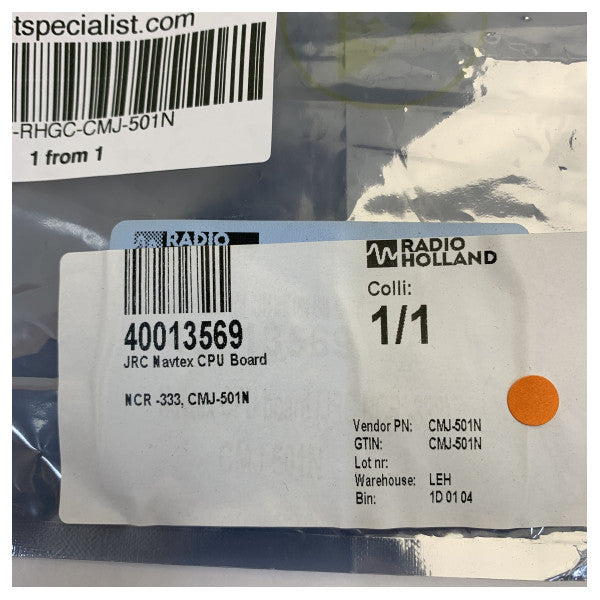 tspecialist.com
-RHGC-CMJ-501N
1 from 1
RADIO
RADIO
HOLLAND
Colli:
1/1
40013569
JRC Navtex CPU Board
NCR -333, CMJ-501N
Vendor PN: CMJ-501N
GTIN: CMJ-501N
Lot nr:
Warehouse: LEH
Bin: 1D 01 04